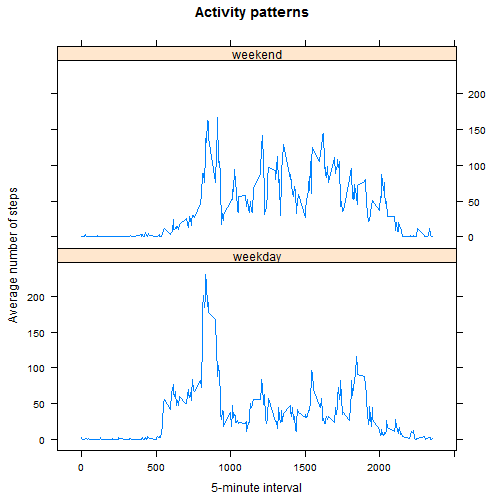 Activity patterns
weekend
200
150
100
50
0
weekday
200
150
100
50
0
Average number of steps
0 500 1000 1500 2000
5-minute interval